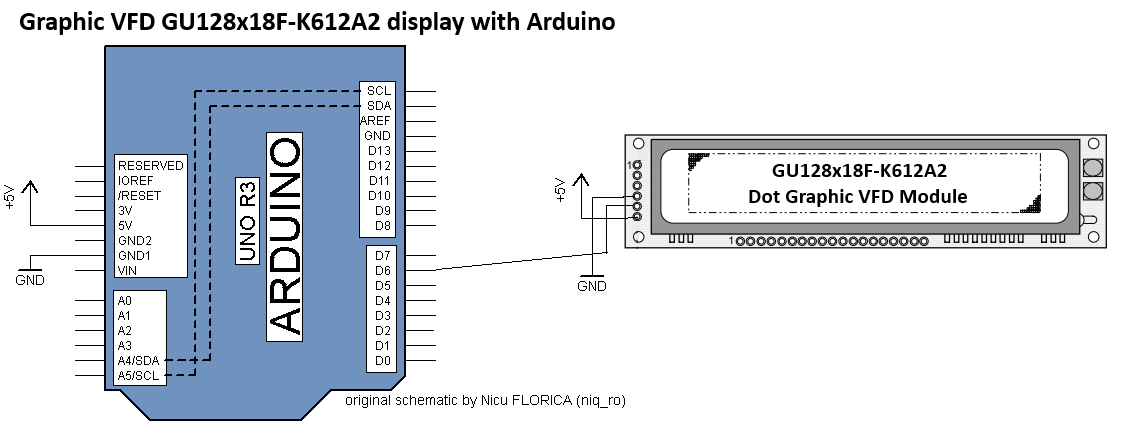 Graphic VFD GU128x18F-K612A2 display with Arduino
SCL
SDA
AREF
GND
D13
D12
D11
D10
D9
D8
RESERVED
IOREF
/RESET
3V
5V
GND2
GND1
VIN
+5V
GND
UNO R3
ARDUINO
D7
D6
D5
D4
D3
D2
D1
D0
A0
A1
A2
A3
A4/SDA
A5/SCL
+5V
GND
1
GU128x18F-K612A2
Dot Graphic VFD Module
1
original schematic by Nicu FLORICA (niq_ro)